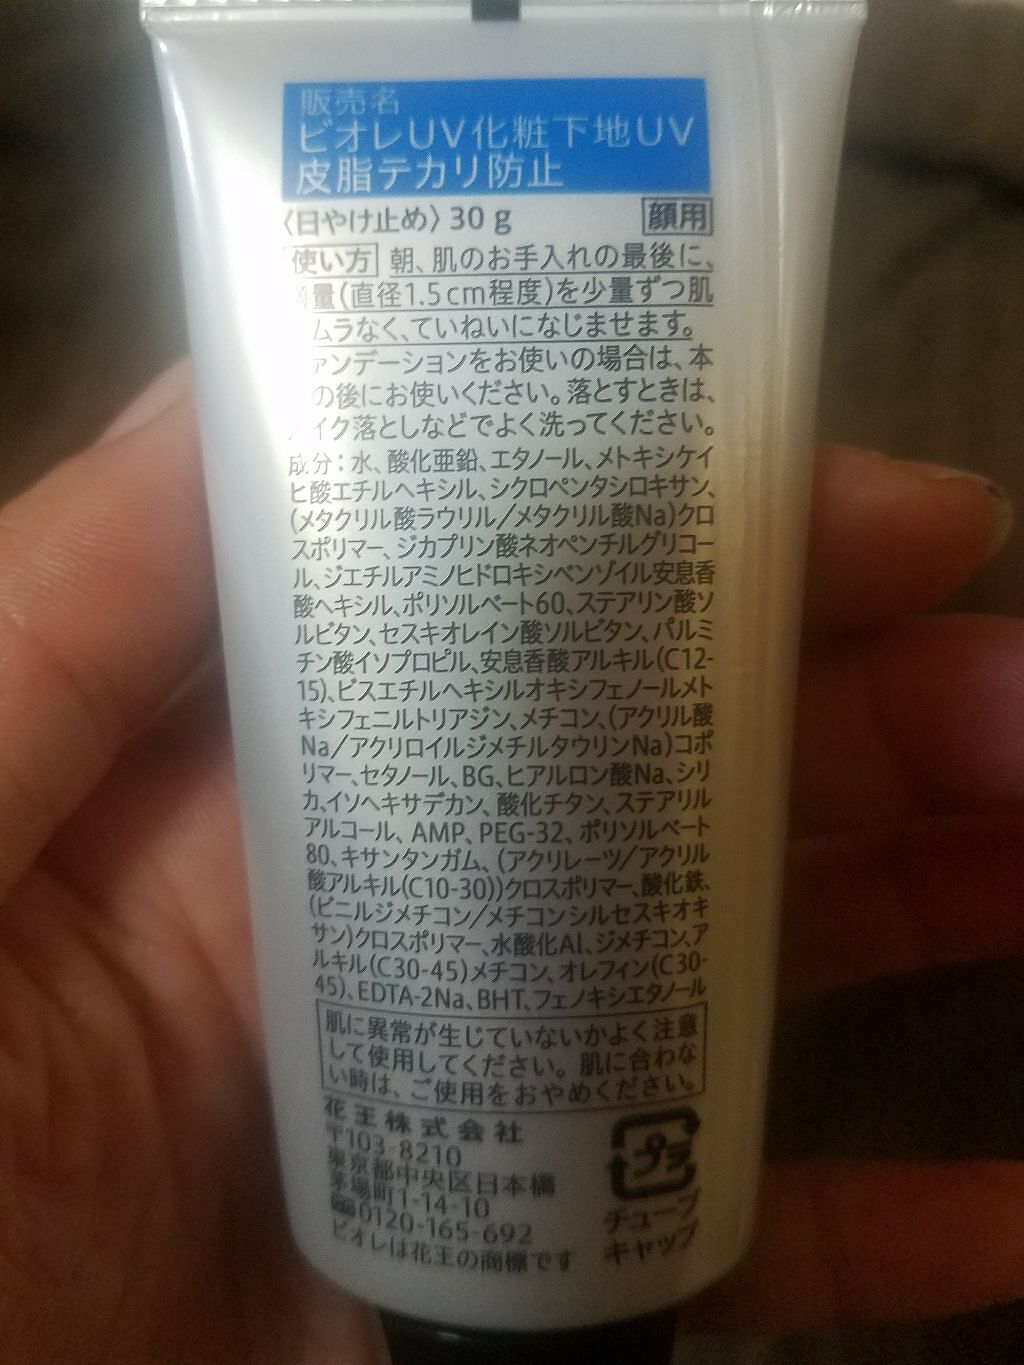 販売名
ビオレUV化粧下地UV
皮脂テカリ防止
〈日やけ止め〉30g 顔用
使い方 朝、肌のお手入れの最後に、
量(直径1.5cm程度)を少量ずつ肌
ムラなく、ていねいになじませます。
ァンデーションをお使いの場合は、本
の後にお使いください。落とすときは、
イク落としなどでよく洗ってください。
成分：水、酸化亜鉛、エタノール、メトキシケイ
ヒ酸エチルヘキシル、シクロペンタシロキサン、
(メタクリル酸ラウリル／メタクリル酸Na)クロ
スポリマー、ジカプリン酸ネオペンチルグリコー
ル、ジエチルアミノヒドロキシベンゾイル安息香
酸ヘキシル、ポリソルベート60、ステアリン酸ソ
ルビタン、セスキオレイン酸ソルビタン、パルミ
チン酸イソプロピル、安息香酸アルキル(C12-
15)、ビスエチルヘキシルオキシフェノールメト
キシフェニルトリアジン、メチコン、(アクリル酸
Na／アクリロイルジメチルタウリンNa)コポ
リマー、セタノール、BG、ヒアルロン酸Na、シリ
カ、イソヘキサデカン、酸化チタン、ステアリル
アルコール、AMP、PEG-32、ポリソルベート
80、キサンタンガム、(アクリレーツ／アクリル
酸アルキル(C10-30))クロスポリマー、酸化鉄、
(ビニルジメチコン／メチコンシルセスキオキ
サン)クロスポリマー、水酸化Al、ジメチコン、ア
ルキル(C30-45)メチコン、オレフィン(C30-
45)、EDTA-2Na、BHT、フェノキシエタノール
肌に異常が生じていないかよく注意
して使用してください。肌に合わな
い時は、ご使用をおやめください。
花王株式会社
〒103-8210
東京都中央区日本橋
茅場町1-14-10
0120-165-692
ビオレは花王の商標です
プラ
チューブ
キャップ